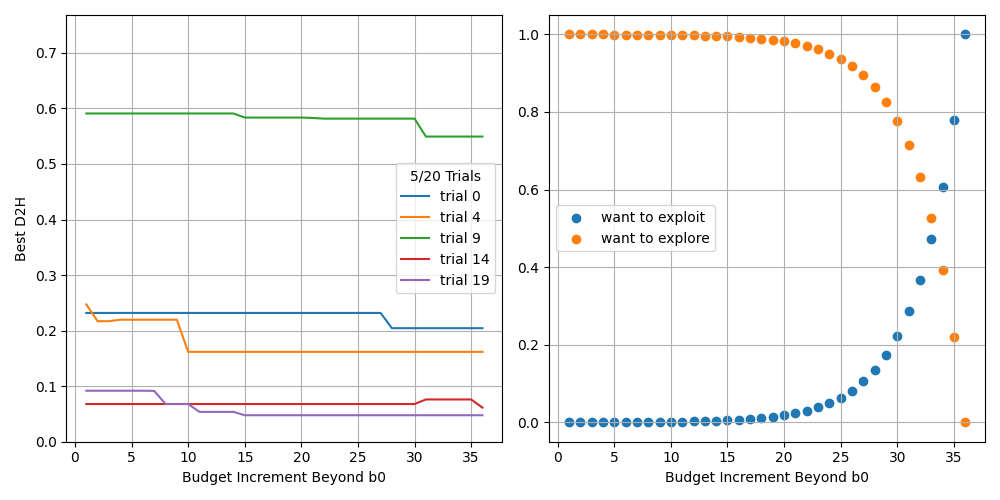 0.7
0.6
0.5
0.4
0.3
0.2
0.1
0.0
Best D2H
0 5 10 15 20 25 30 35
Budget Increment Beyond b0
5/20 Trials
trial 0
trial 4
trial 9
trial 14
trial 19
1.0
0.8
0.6
0.4
0.2
0.0
0 5 10 15 20 25 30 35
Budget Increment Beyond b0
want to exploit
want to explore